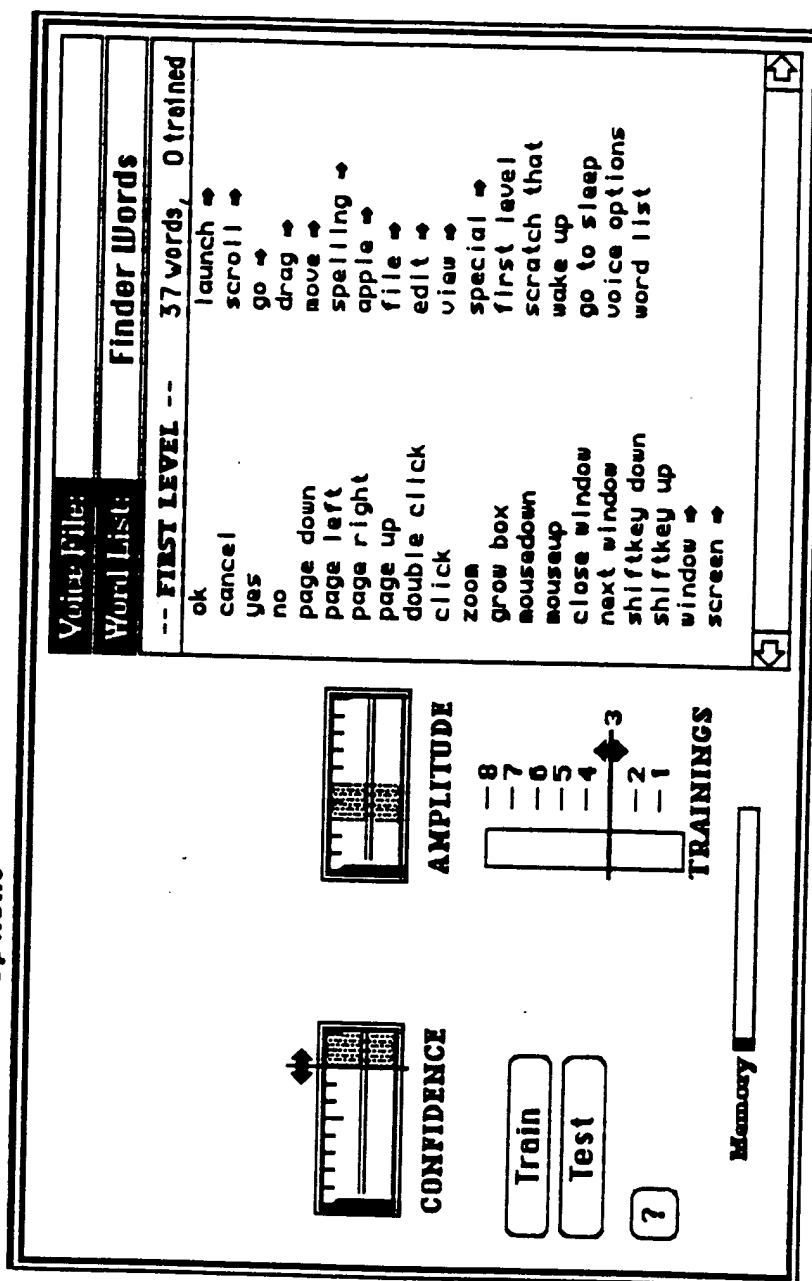 Voice File:
Word List: Finder Words
-- FIRST LEVEL -- 37 words, 0 trained
ok
cancel
yes
no
page down
page left
page right
page up
double click
click
zoom
grow box
mousedown
mouseup
close window
next window
shiftkey down
shiftkey up
window ➡
screen ➡
launch ➡
scroll ➡
go ➡
drag ➡
move ➡
spelling ➡
apple ➡
file ➡
edit ➡
view ➡
special ➡
first level
scratch that
wake up
go to sleep
voice options
word list
CONFIDENCE
AMPLITUDE
Train
Test
?
8
7
6
5
4
3
2
1
TRAININGS
Memory